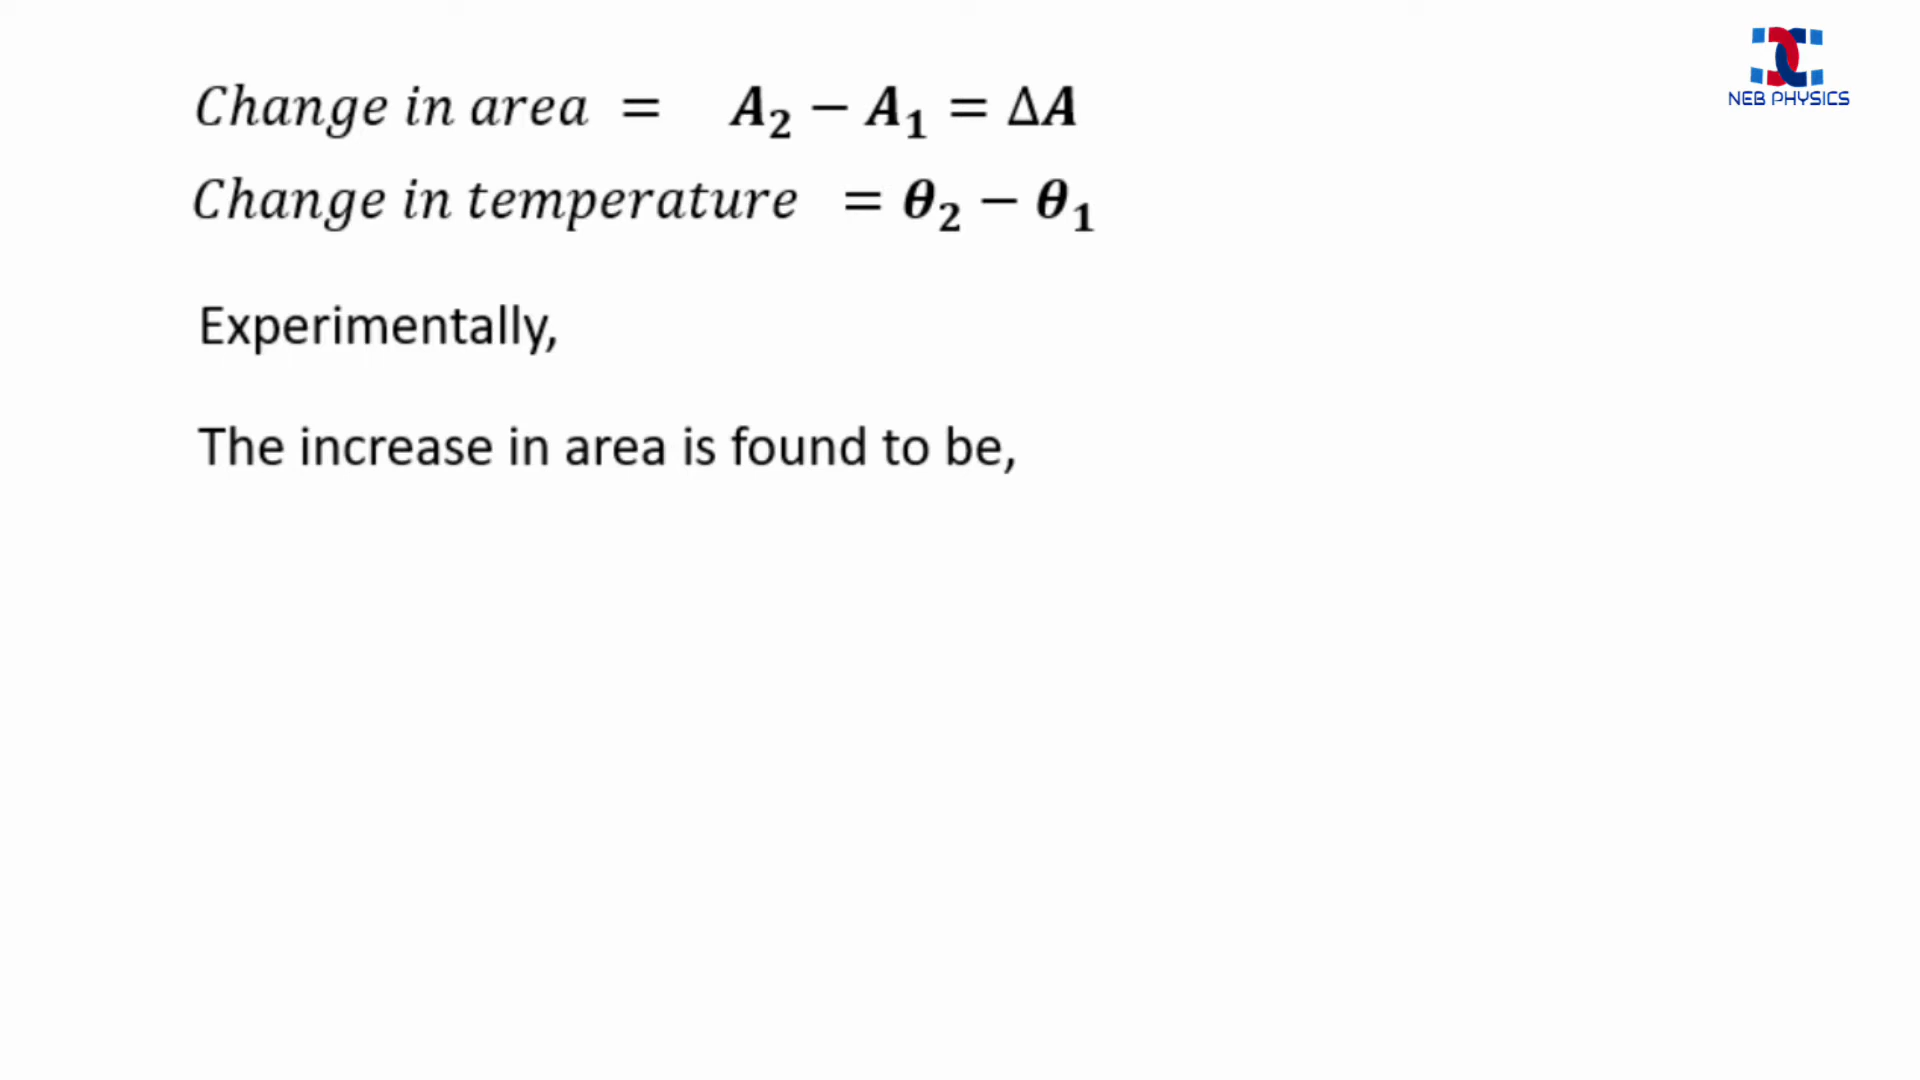 NEB PHYSICS
Change in area = A₂ − A₁ = ΔA
Change in temperature = θ₂ − θ₁
Experimentally,
The increase in area is found to be,